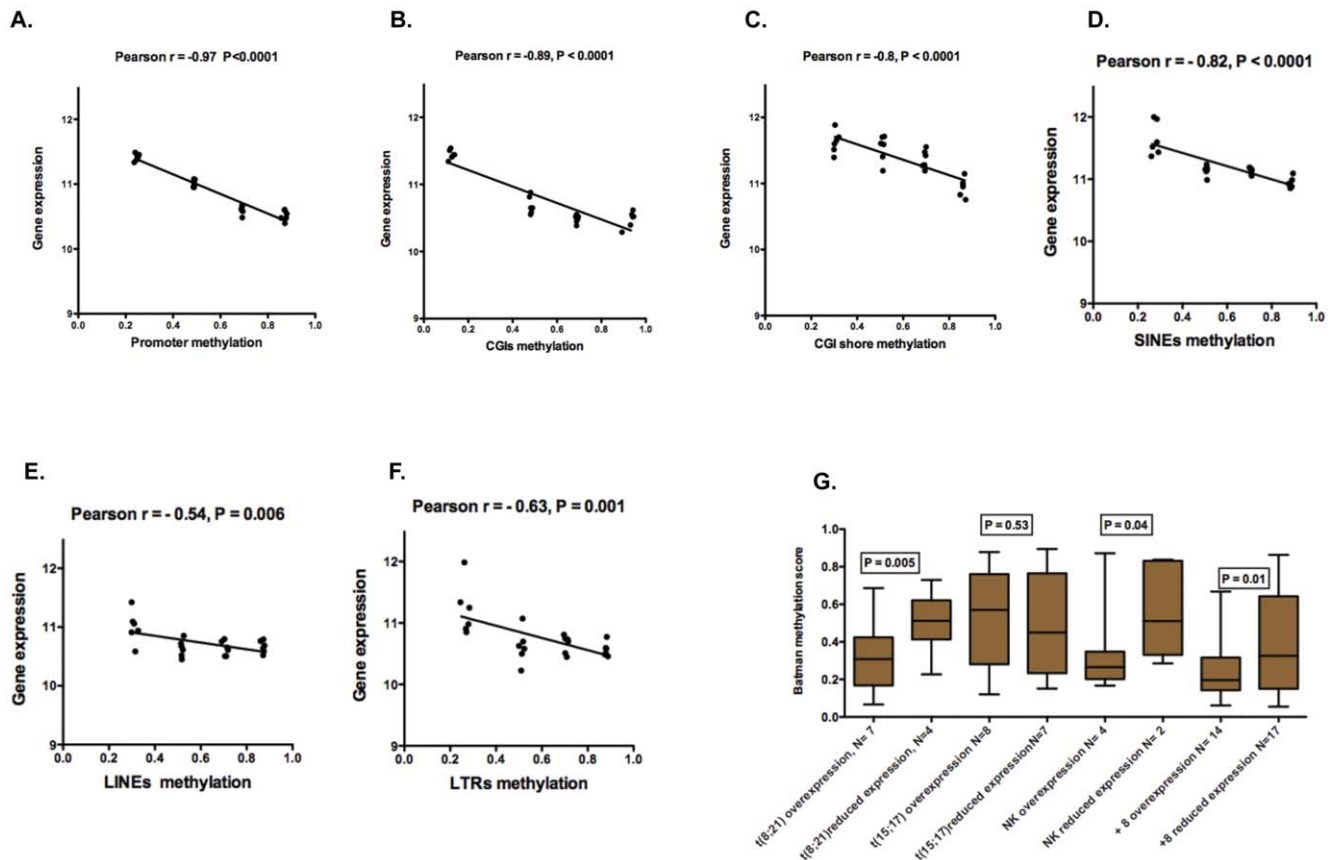 A.
Pearson r = -0.97 P<0.0001
Gene expression
12
11
10
9
0.0 0.2 0.4 0.6 0.8 1.0
Promoter methylation
B.
Pearson r = -0.89, P < 0.0001
Gene expression
12
11
10
9
0.0 0.2 0.4 0.6 0.8 1.0
CGIs methylation
C.
Pearson r = -0.8, P < 0.0001
Gene expression
12
11
10
9
0.0 0.2 0.4 0.6 0.8 1.0
CGI shore methylation
D.
Pearson r = - 0.82, P < 0.0001
Gene expression
12
11
10
9
0.0 0.2 0.4 0.6 0.8 1.0
SINEs methylation
E.
Pearson r = - 0.54, P = 0.006
Gene expression
12
11
10
9
0.0 0.2 0.4 0.6 0.8 1.0
LINEs methylation
F.
Pearson r = - 0.63, P = 0.001
Gene expression
12
11
10
9
0.0 0.2 0.4 0.6 0.8 1.0
LTRs methylation
G.
Batman methylation score
1.0
0.8
0.6
0.4
0.2
0.0
P = 0.005
P = 0.53
P = 0.04
P = 0.01
t(8;21) overexpression, N= 7
t(8;21)reduced expression, N=4
t(15;17) overexpression N=8
t(15;17)reduced expressionN=7
NK overexpression N= 4
NK reduced expression N= 2
+ 8 overexpression N= 14
+8 reduced expression N=17